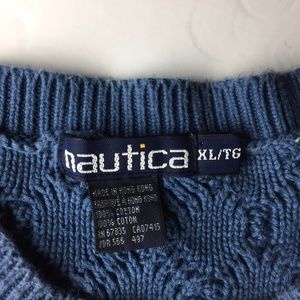 nautica
XL/TG
MADE IN HONG KONG
FABRIQUE A HONG KONG
100% COTTON
100% COTON
RN 67835 CA07415
YDR 566 497